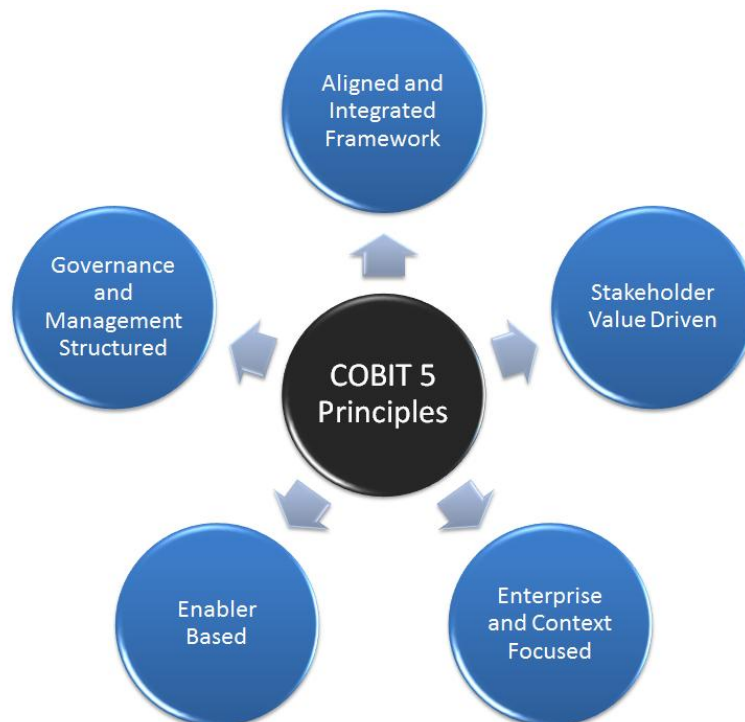 Aligned and
Integrated
Framework
Governance
and
Management
Structured
Stakeholder
Value Driven
COBIT 5
Principles
Enabler
Based
Enterprise
and Context
Focused